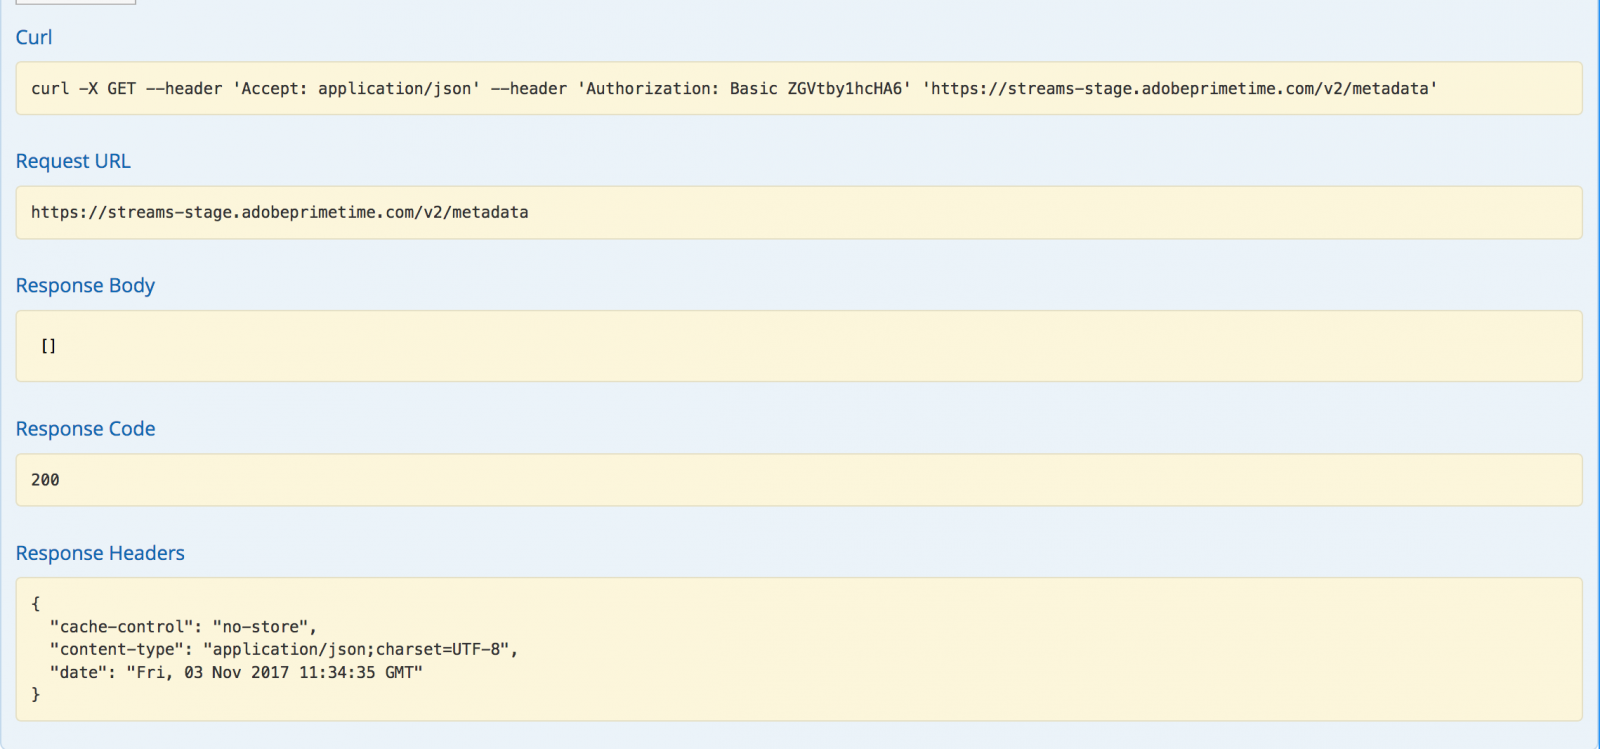 Curl
curl -X GET --header 'Accept: application/json' --header 'Authorization: Basic ZGVtby1hcHA6' 'https://streams-stage.adobeprimetime.com/v2/metadata'
Request URL
https://streams-stage.adobeprimetime.com/v2/metadata
Response Body
[]
Response Code
200
Response Headers
{
"cache-control": "no-store",
"content-type": "application/json;charset=UTF-8",
"date": "Fri, 03 Nov 2017 11:34:35 GMT"
}